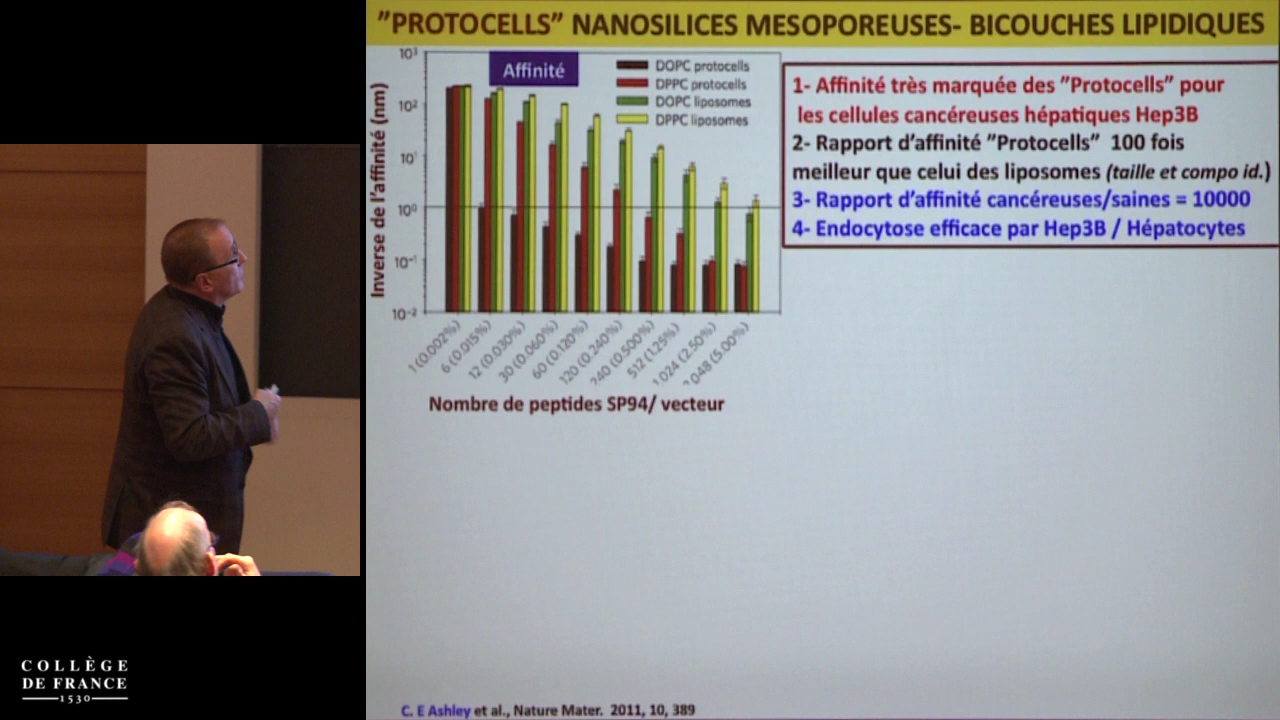 ”PROTOCELLS” NANOSILICES MESOPOREUSES- BICOUCHES LIPIDIQUES
Affinité
DOPC protocells
DPPC protocells
DOPC liposomes
DPPC liposomes
Inverse de l’affinité (nm)
10³
10²
10¹
10⁰
10⁻¹
10⁻²
1 (0.002%)
6 (0.015%)
12 (0.030%)
30 (0.060%)
60 (0.120%)
120 (0.240%)
240 (0.500%)
512 (1.25%)
1,024 (2.50%)
048 (5.00%)
Nombre de peptides SP94/ vecteur
1- Affinité très marquée des ”Protocells” pour
les cellules cancéreuses hépatiques Hep3B
2- Rapport d’affinité ”Protocells” 100 fois
meilleur que celui des liposomes (taille et compo id.)
3- Rapport d’affinité cancéreuses/saines = 10000
4- Endocytose efficace par Hep3B / Hépatocytes
C. E Ashley et al., Nature Mater. 2011, 10, 389
COLLÈGE
DE FRANCE
1530